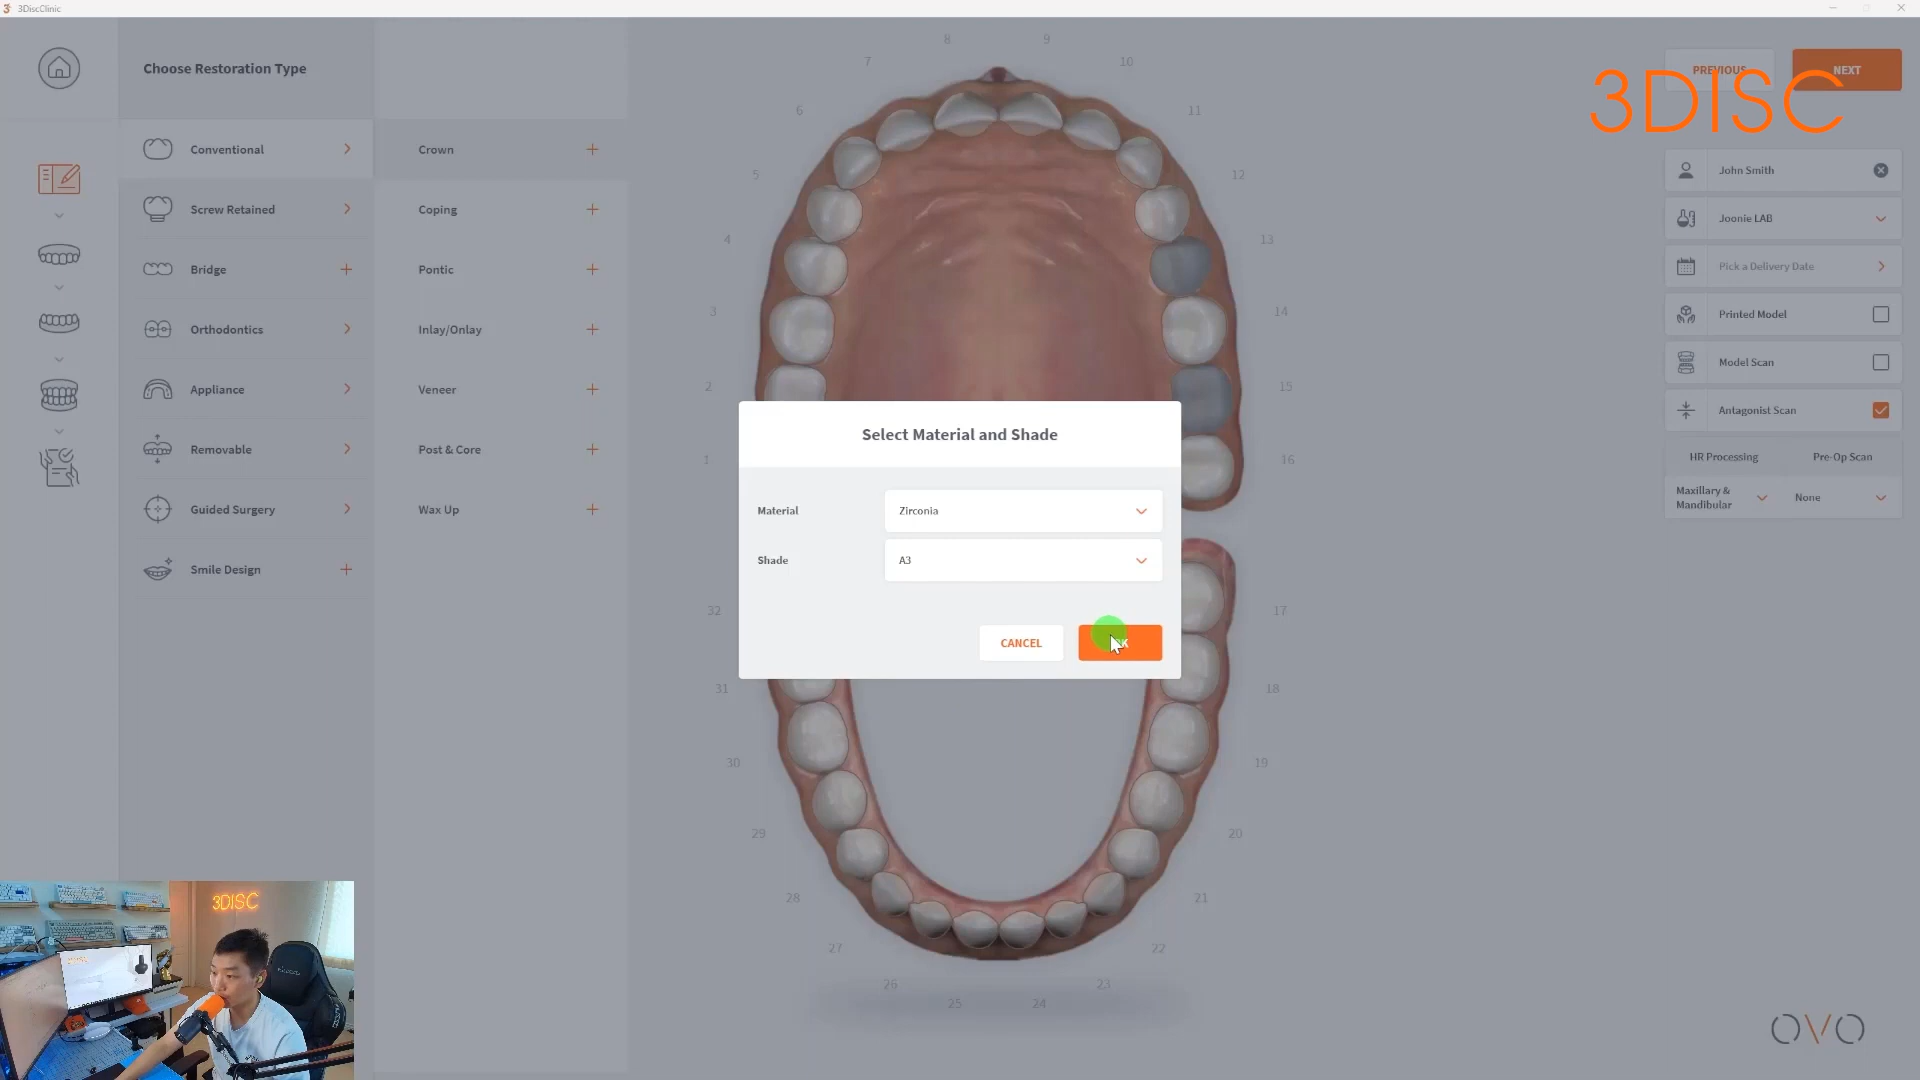 3DiscClinic
Choose Restoration Type
Conventional
Screw Retained
Bridge
Orthodontics
Appliance
Removable
Guided Surgery
Smile Design
Crown
Coping
Pontic
Inlay/Onlay
Veneer
Post & Core
Wax Up
8
9
7
10
6
11
5
12
4
13
3
14
2
15
1
16
32
17
31
18
30
19
29
20
28
21
27
22
26
23
25
24
Select Material and Shade
Material
Zirconia
Shade
A3
CANCEL
PREVIOUS
NEXT
3DISC
John Smith
Joonie LAB
Pick a Delivery Date
Printed Model
Model Scan
Antagonist Scan
HR Processing
Pre-Op Scan
Maxillary &
Mandibular
None
3DISC
OVO